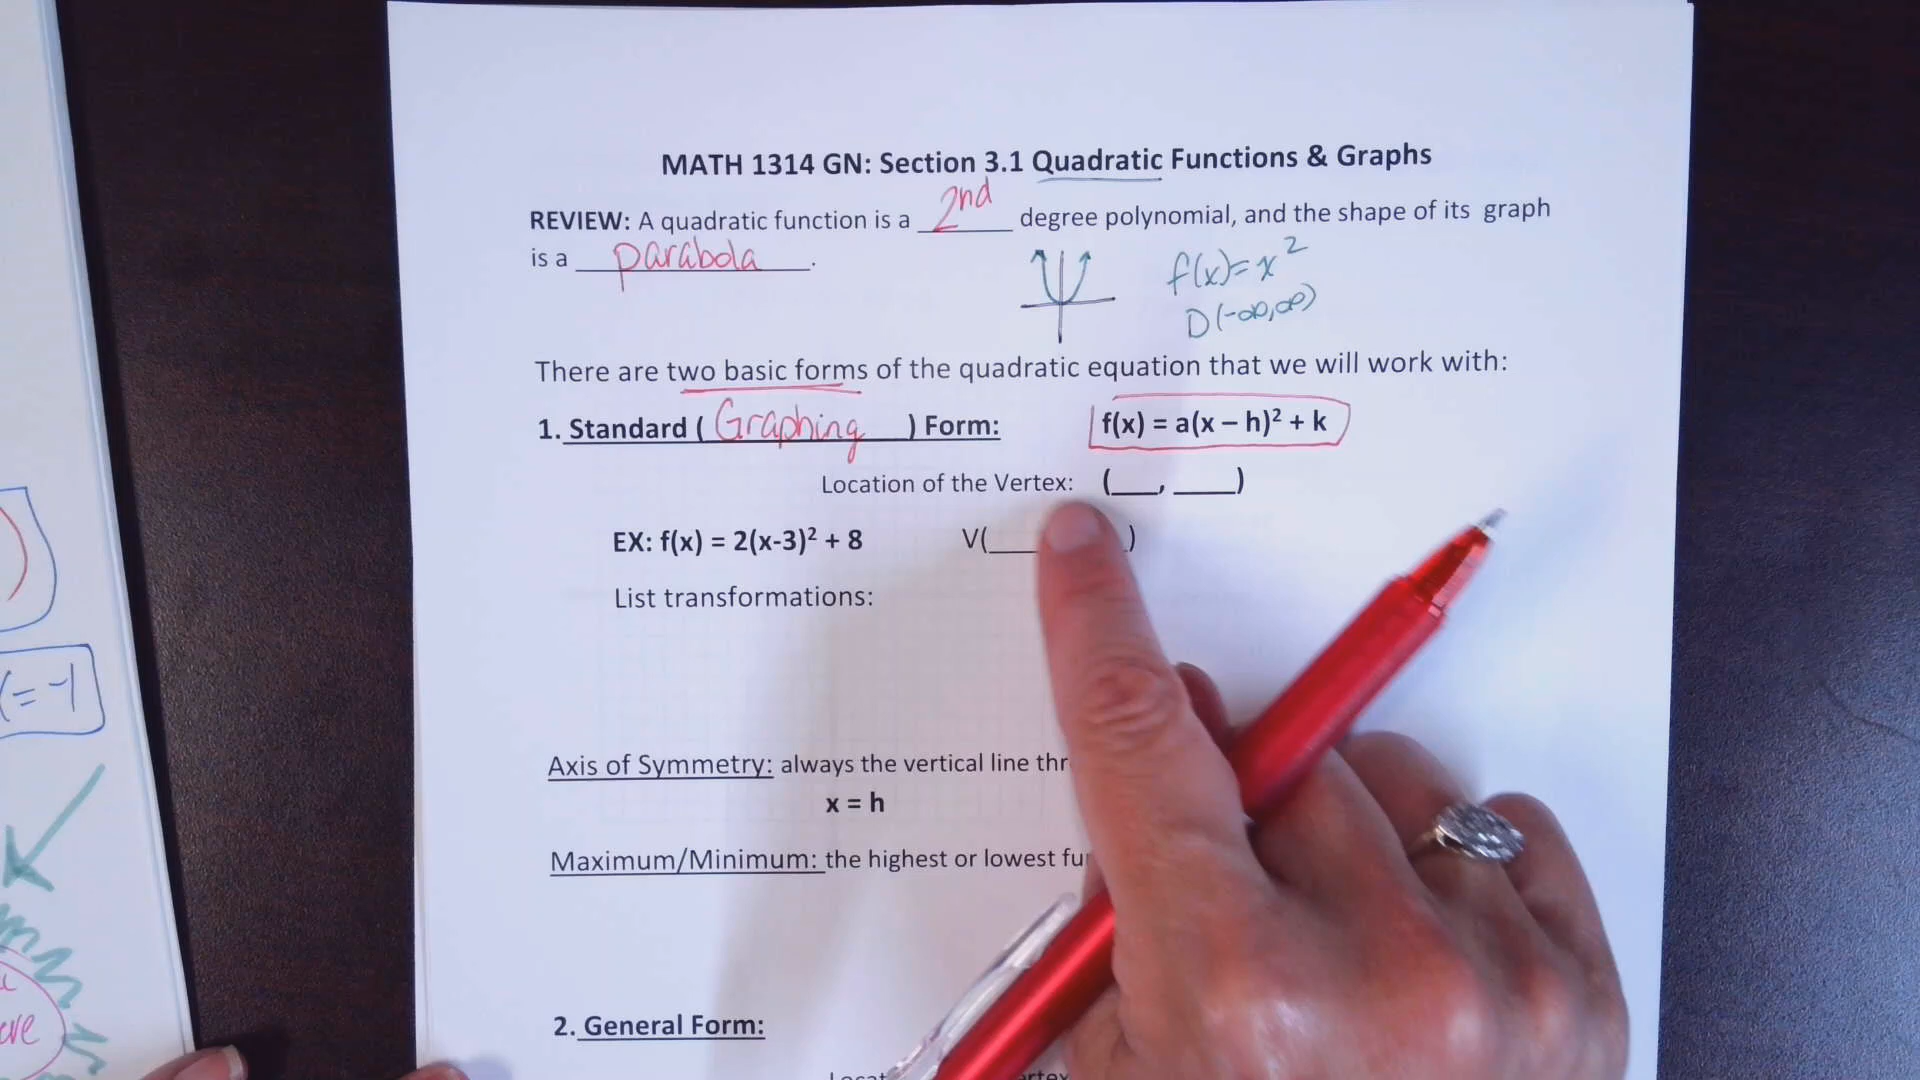 MATH 1314 GN: Section 3.1 Quadratic Functions & Graphs
REVIEW: A quadratic function is a 2nd degree polynomial, and the shape of its graph
is a parabola.
f(x)=x²
D(-∞,∞)
There are two basic forms of the quadratic equation that we will work with:
1. Standard ( Graphing ) Form: f(x) = a(x – h)² + k
Location of the Vertex: (___, ____)
EX: f(x) = 2(x-3)² + 8 V(____ )
List transformations:
Axis of Symmetry: always the vertical line
x = h
Maximum/Minimum: the highest or lowest
2. General Form:
= -1